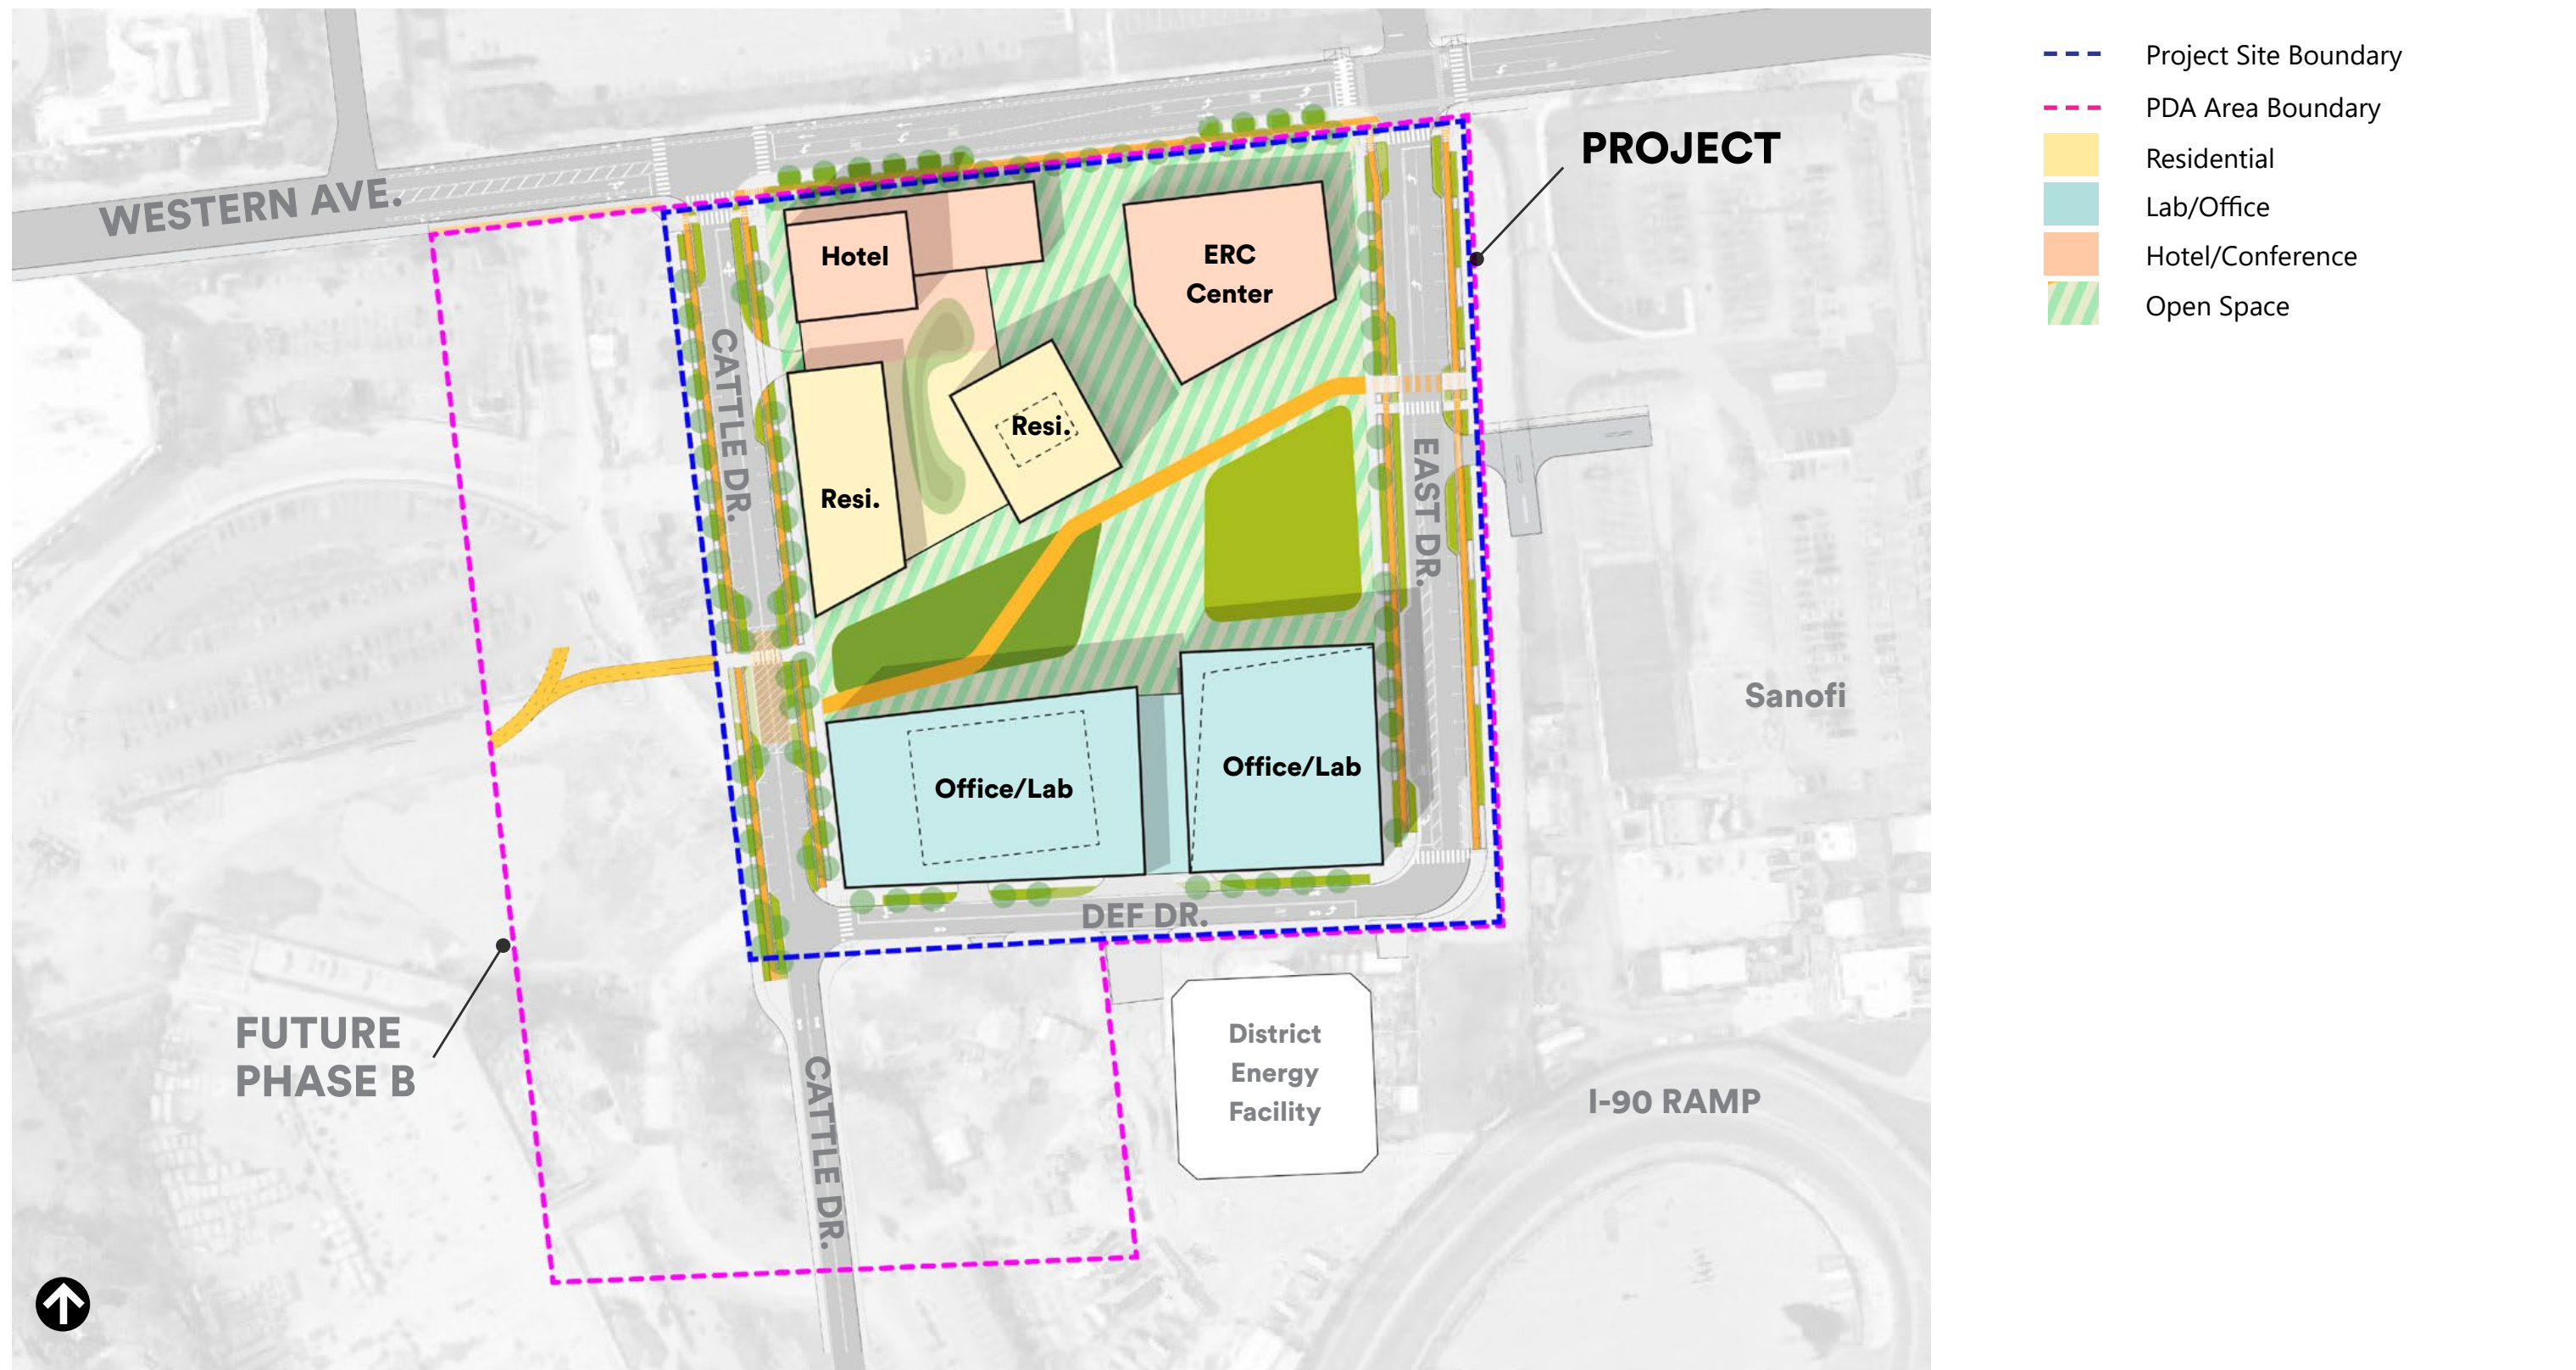 Project Site Boundary
PDA Area Boundary
Residential
Lab/Office
Hotel/Conference
Open Space
PROJECT
WESTERN AVE.
Hotel
ERC
Center
CATTLE DR.
Resi.
Resi.
EAST DR.
Sanofi
Office/Lab
Office/Lab
DEF DR.
FUTURE
PHASE B
District
Energy
Facility
I-90 RAMP
CATTLE DR.